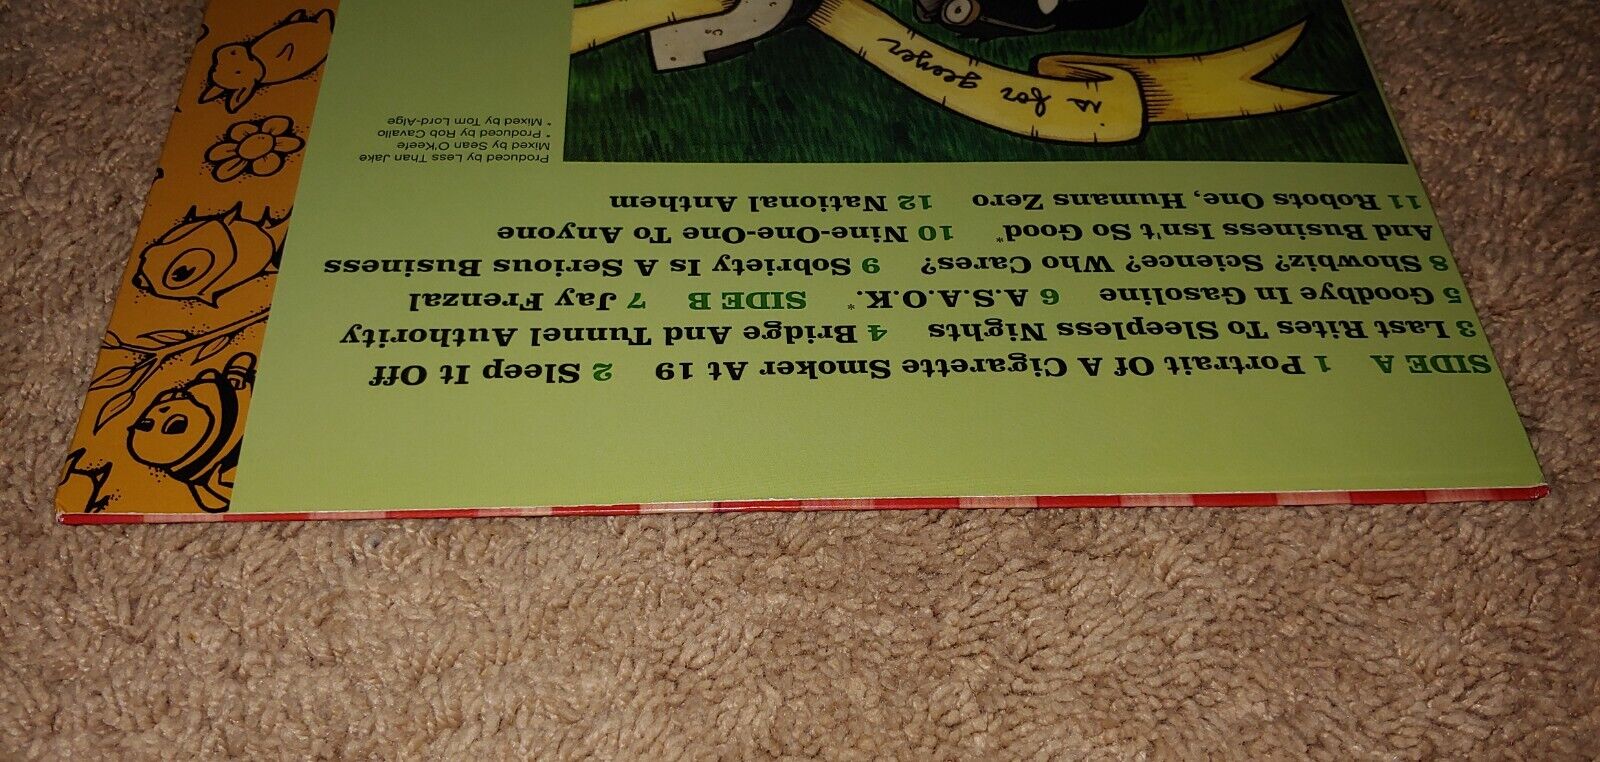 is for geezer
Produced by Less Than Jake
Mixed by Sean O'Keefe
* Produced by Rob Cavallo
* Mixed by Tom Lord-Alge
SIDE A 1 Portrait Of A Cigarette Smoker At 19 2 Sleep It Off
3 Last Rites To Sleepless Nights 4 Bridge And Tunnel Authority
5 Goodbye In Gasoline 6 A.S.A.O.K.* SIDE B 7 Jay Frenzal
8 Showbiz? Science? Who Cares? 9 Sobriety Is A Serious Business
And Business Isn't So Good* 10 Nine-One-One To Anyone
11 Robots One, Humans Zero 12 National Anthem